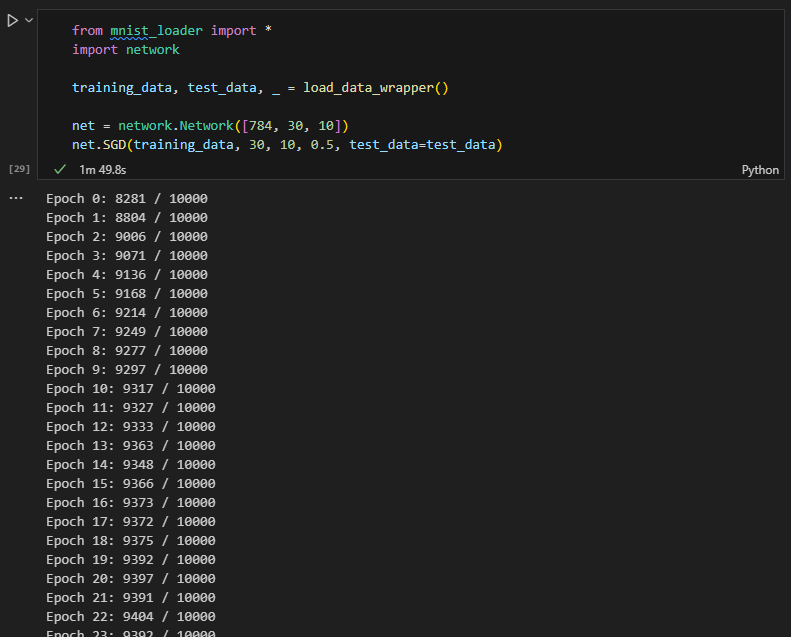 from mnist_loader import *
import network
training_data, test_data, _ = load_data_wrapper()
net = network.Network([784, 30, 10])
net.SGD(training_data, 30, 10, 0.5, test_data=test_data)
[29] 1m 49.8s Python
Epoch 0: 8281 / 10000
Epoch 1: 8804 / 10000
Epoch 2: 9006 / 10000
Epoch 3: 9071 / 10000
Epoch 4: 9136 / 10000
Epoch 5: 9168 / 10000
Epoch 6: 9214 / 10000
Epoch 7: 9249 / 10000
Epoch 8: 9277 / 10000
Epoch 9: 9297 / 10000
Epoch 10: 9317 / 10000
Epoch 11: 9327 / 10000
Epoch 12: 9333 / 10000
Epoch 13: 9363 / 10000
Epoch 14: 9348 / 10000
Epoch 15: 9366 / 10000
Epoch 16: 9373 / 10000
Epoch 17: 9372 / 10000
Epoch 18: 9375 / 10000
Epoch 19: 9392 / 10000
Epoch 20: 9397 / 10000
Epoch 21: 9391 / 10000
Epoch 22: 9404 / 10000
Epoch 23: 9392 / 10000